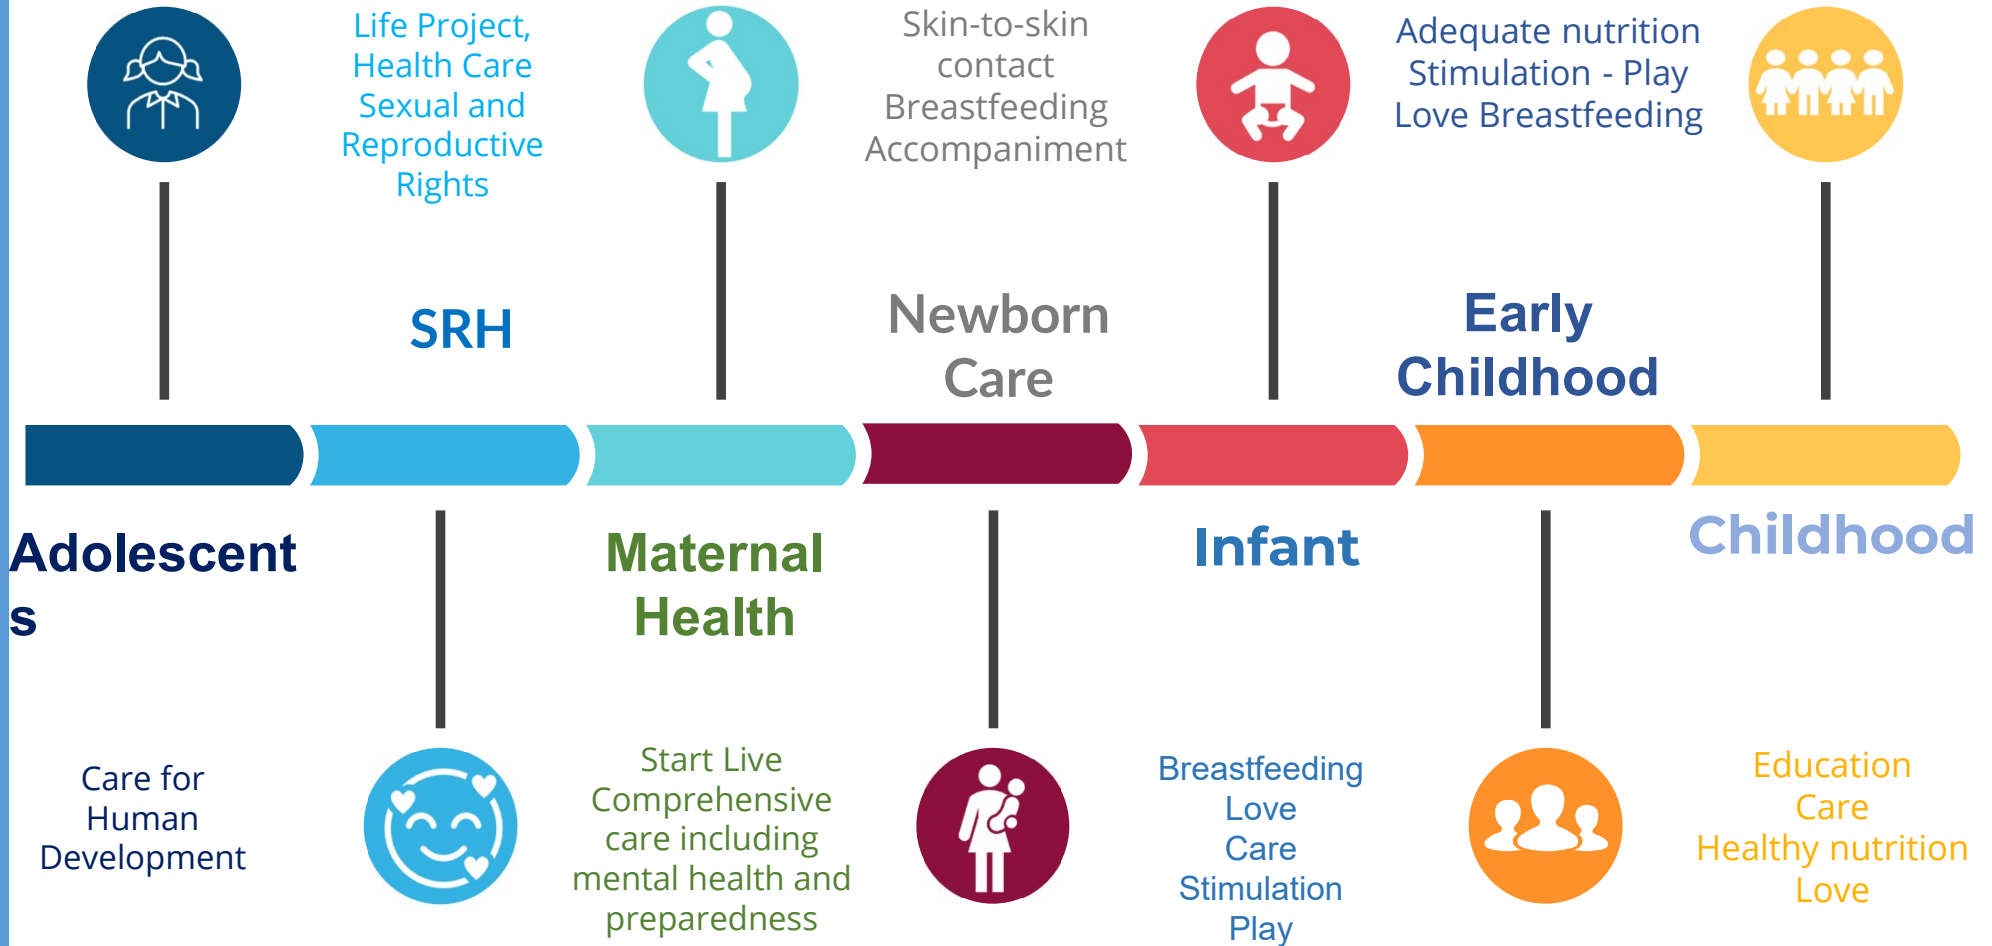 Life Project,
Health Care
Sexual and
Reproductive
Rights
Skin-to-skin
contact
Breastfeeding
Accompaniment
Adequate nutrition
Stimulation - Play
Love Breastfeeding
SRH
Newborn
Care
Early
Childhood
Adolescent
s
Maternal
Health
Infant
Childhood
Care for
Human
Development
Start Live
Comprehensive
care including
mental health and
preparedness
Breastfeeding
Love
Care
Stimulation
Play
Education
Care
Healthy nutrition
Love